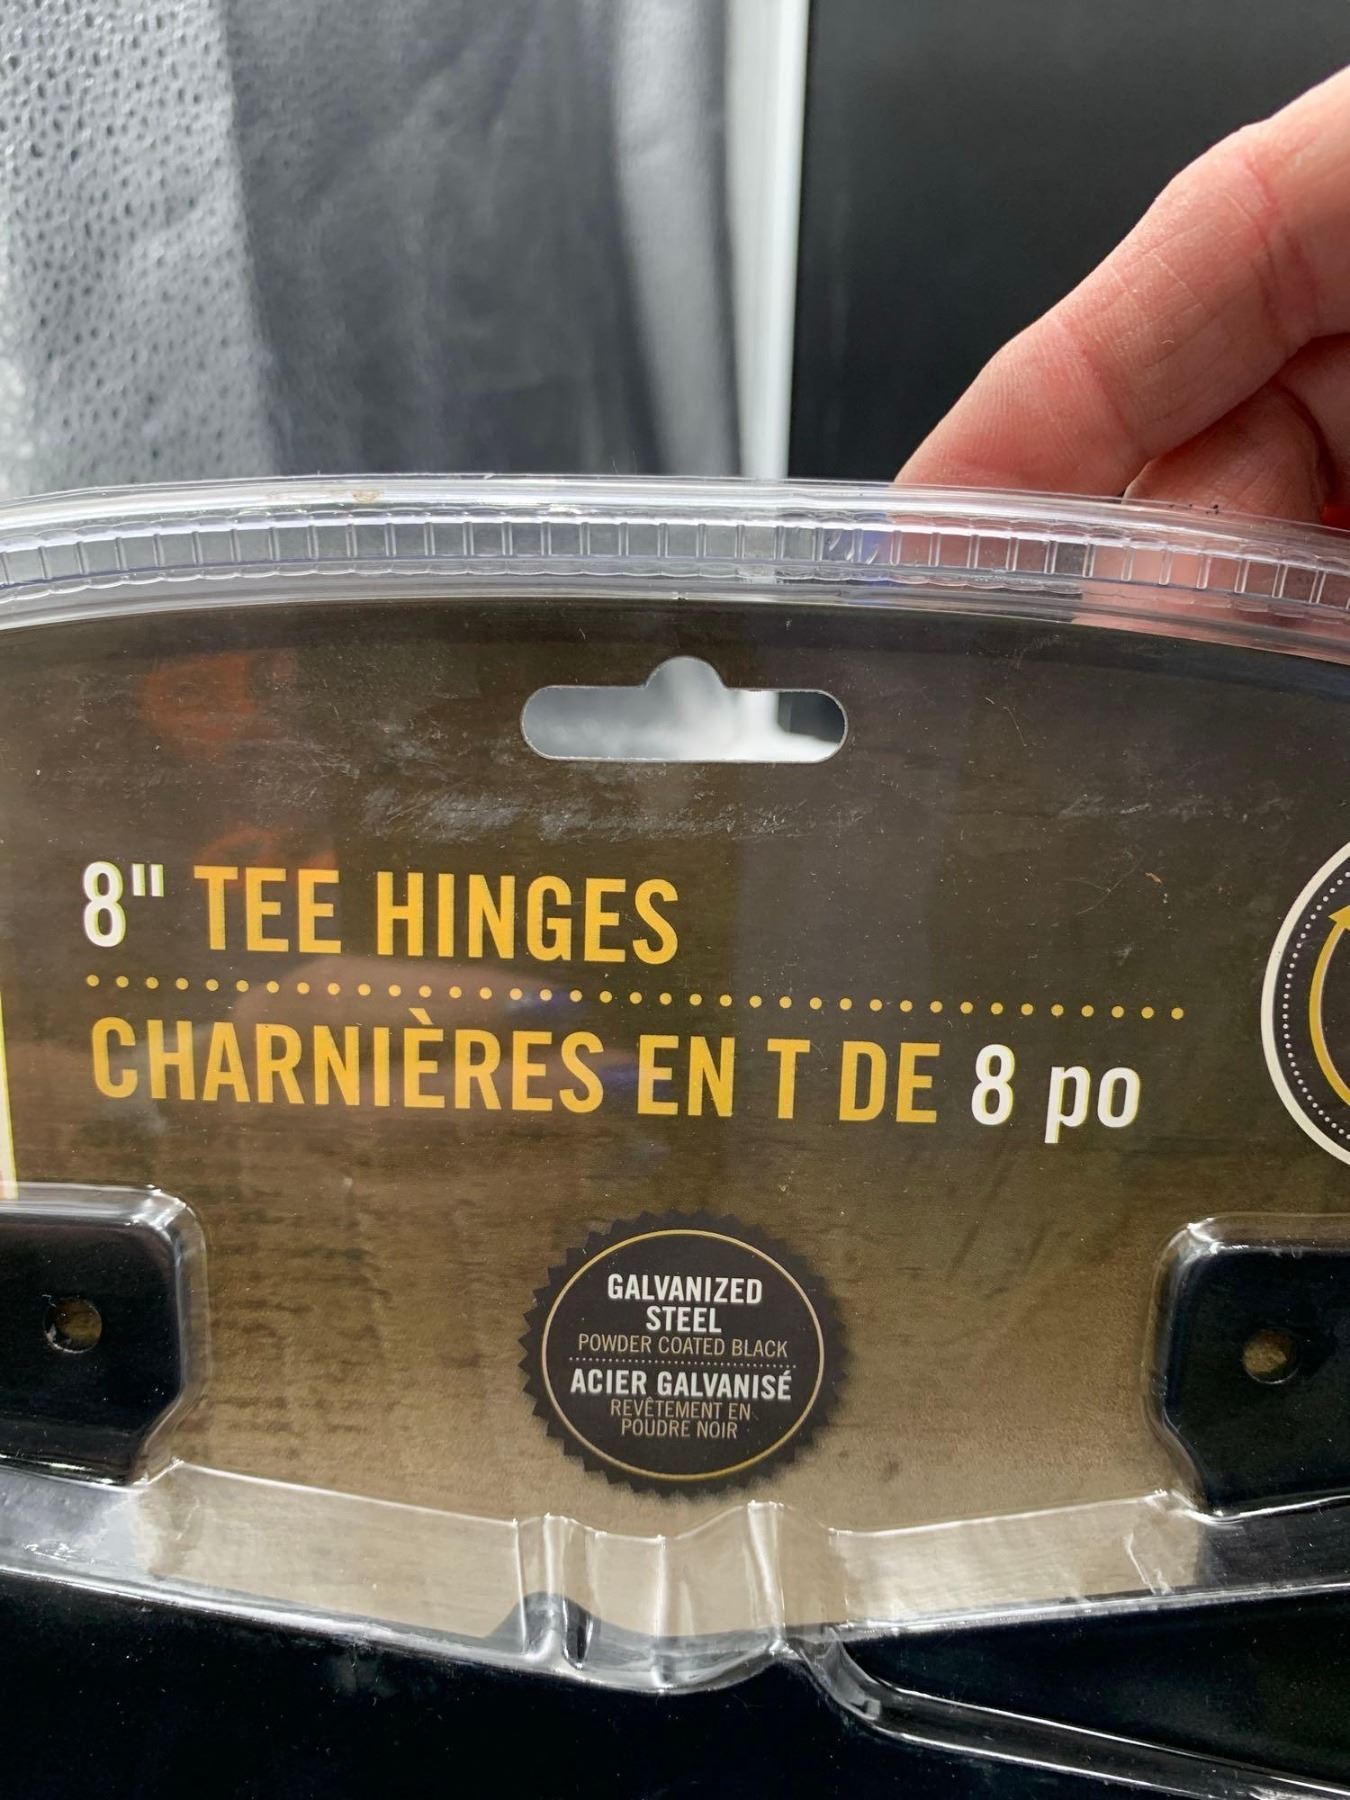 8" TEE HINGES
CHARNIÈRES EN T DE 8 po
GALVANIZED
STEEL
POWDER COATED BLACK
ACIER GALVANISÉ
REVÊTEMENT EN
POUDRE NOIR